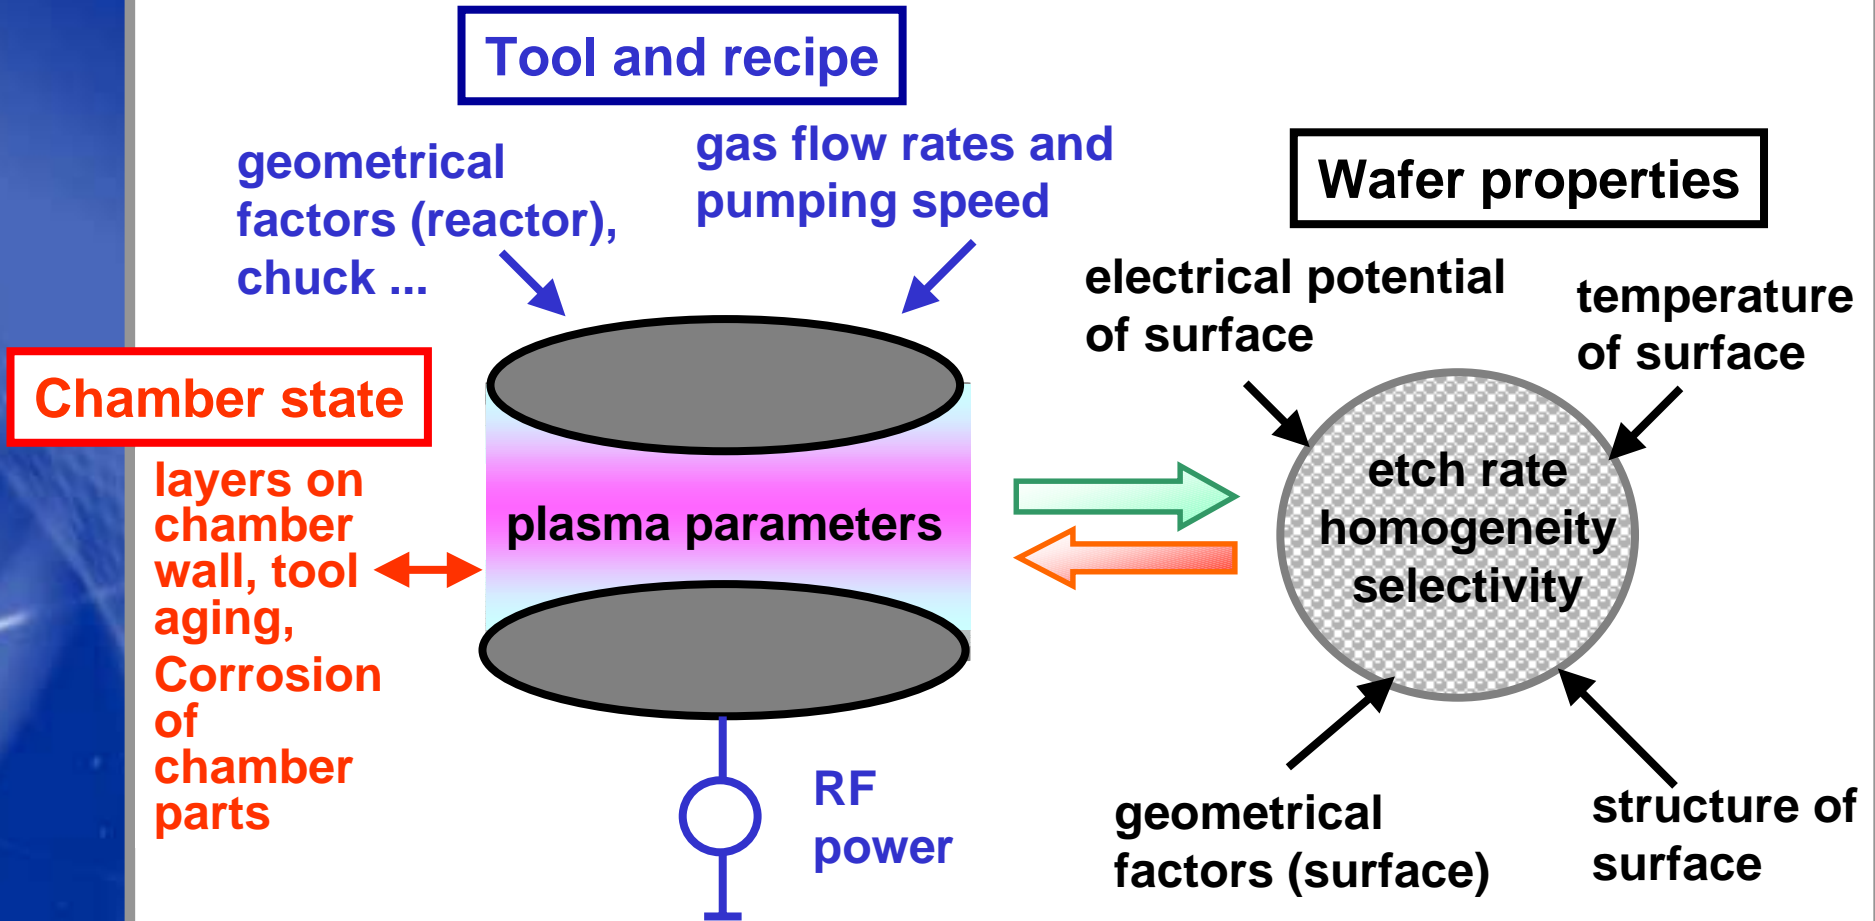 Tool and recipe
geometrical
factors (reactor),
chuck ...
gas flow rates and
pumping speed
Wafer properties
electrical potential
of surface
temperature
of surface
Chamber state
layers on
chamber
wall, tool
aging,
Corrosion
of
chamber
parts
plasma parameters
etch rate
homogeneity
selectivity
RF
power
geometrical
factors (surface)
structure of
surface